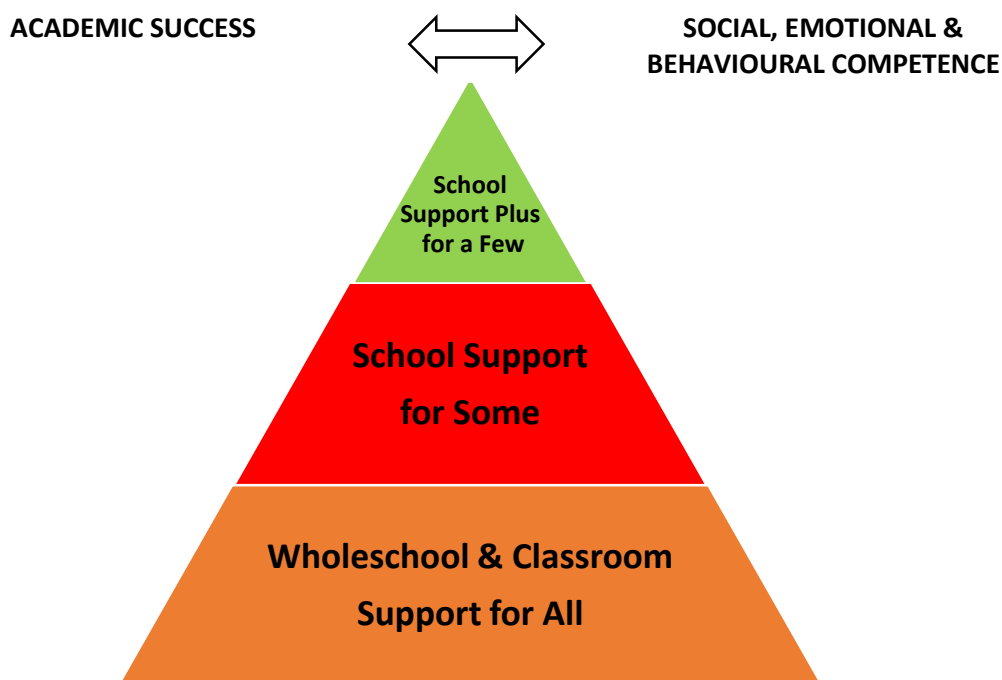 ACADEMIC SUCCESS
SOCIAL, EMOTIONAL &
BEHAVIOURAL COMPETENCE
School
Support Plus
for a Few
School Support
for Some
Wholeschool & Classroom
Support for All